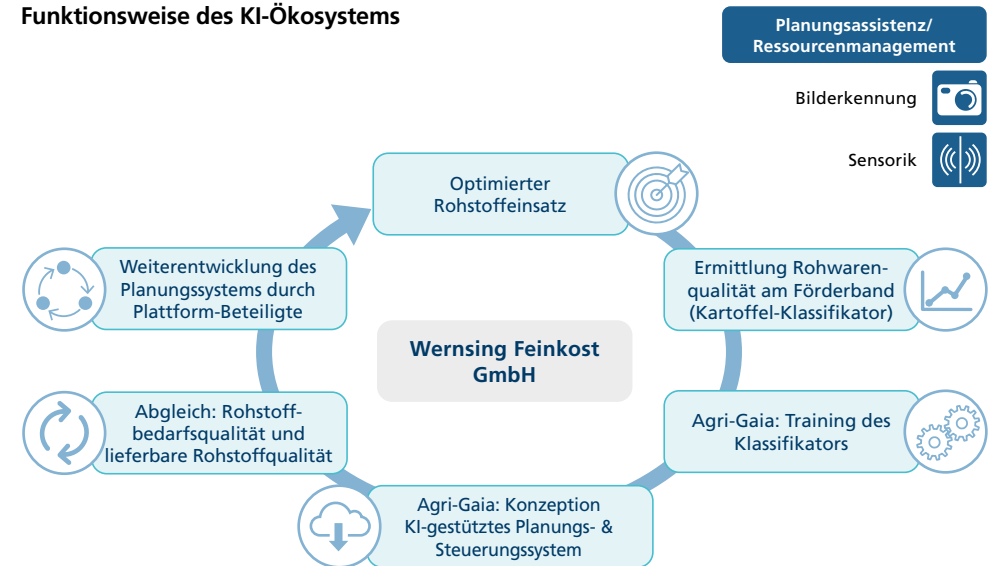 Funktionsweise des KI-Ökosystems
Planungsassistenz/
Ressourcenmanagement
Bilderkennung
Sensorik
Optimierter
Rohstoffeinsatz
Ermittlung Rohwaren-
qualität am Förderband
(Kartoffel-Klassifikator)
Agri-Gaia: Training des
Klassifikators
Agri-Gaia: Konzeption
KI-gestütztes Planungs- &
Steuerungssystem
Abgleich: Rohstoff-
bedarfsqualität und
lieferbare Rohstoffqualität
Weiterentwicklung des
Planungssystems durch
Plattform-Beteiligte
Wernsing Feinkost
GmbH